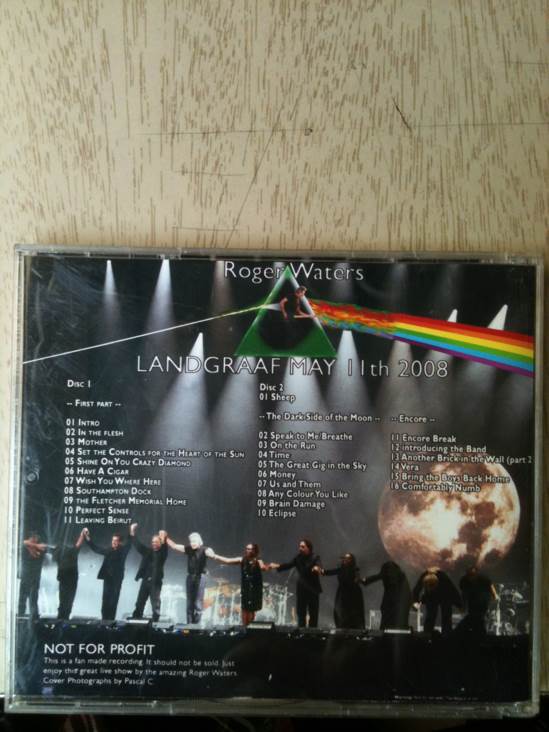 Roger Waters
LANDGRAAF MAY 11th 2008
Disc 1
-- First part --
01 Intro
02 In the flesh
03 Mother
04 Set the Controls for the Heart of the Sun
05 Shine On You Crazy Diamond
06 Have A Cigar
07 Wish You Where Here
08 Southampton Dock
09 The Fletcher Memorial Home
10 Perfect Sense
11 Leaving Beirut
Disc 2
01 Sheep
-- The Dark Side of the Moon --
02 Speak to Me/Breathe
03 On the Run
04 Time
05 The Great Gig in the Sky
06 Money
07 Us and Them
08 Any Colour You Like
09 Brain Damage
10 Eclipse
-- Encore --
11 Encore Break
12 introducing the Band
13 Another Brick in the Wall (part 2
14 Vera
15 Bring the Boys Back Home
16 Comfortably Numb
NOT FOR PROFIT
This is a fan made recording. It should not be sold. Just
enjoy this great live show by the amazing Roger Waters
Cover Photographs by Pascal C.